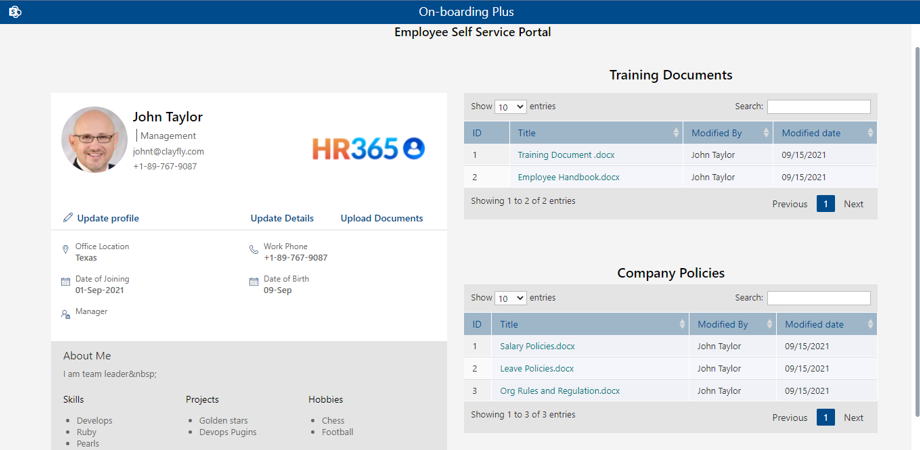 On-boarding Plus
Employee Self Service Portal
John Taylor
Management
johnt@clayfly.com
+1-89-767-9087
HR365
Update profile
Update Details
Upload Documents
Office Location
Texas
Work Phone
+1-89-767-9087
Date of Joining
01-Sep-2021
Date of Birth
09-Sep
Manager
About Me
I am team leader&nbsp;
Skills
Develops
Ruby
Pearls
Projects
Golden stars
Devops Pugins
Hobbies
Chess
Football
Training Documents
Show 10 entries Search:
ID Title Modified By Modified date
1 Training Document .docx John Taylor 09/15/2021
2 Employee Handbook.docx John Taylor 09/15/2021
Showing 1 to 2 of 2 entries
Previous 1 Next
Company Policies
Show 10 entries Search:
ID Title Modified By Modified date
1 Salary Policies.docx John Taylor 09/15/2021
2 Leave Policies.docx John Taylor 09/15/2021
3 Org Rules and Regulation.docx John Taylor 09/15/2021
Showing 1 to 3 of 3 entries
Previous 1 Next